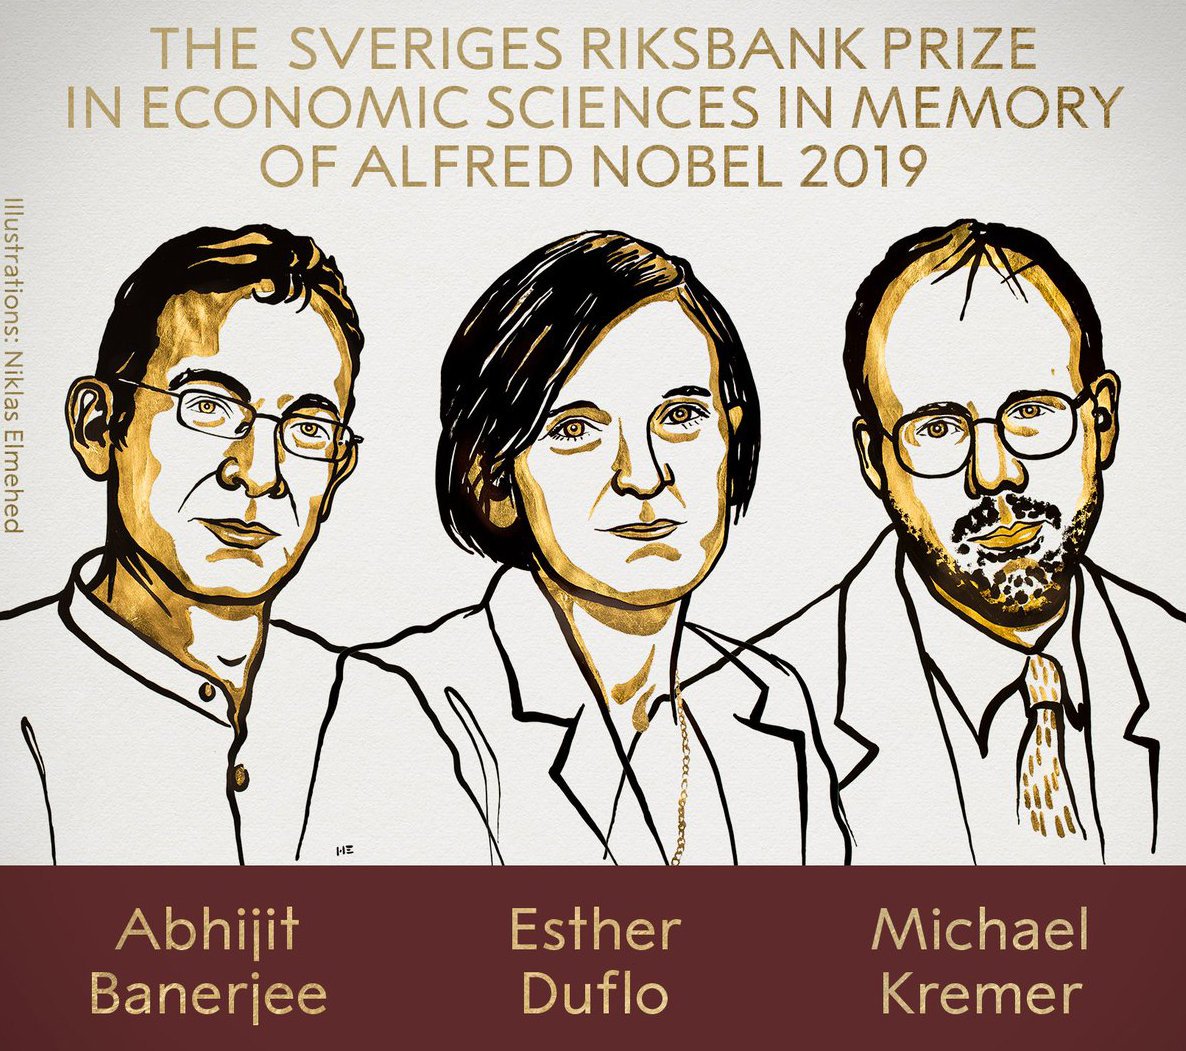 THE SVERIGES RIKSBANK PRIZE
IN ECONOMIC SCIENCES IN MEMORY
OF ALFRED NOBEL 2019
Illustrations: Niklas Elmehed
Abhijit
Banerjee
Esther
Duflo
Michael
Kremer